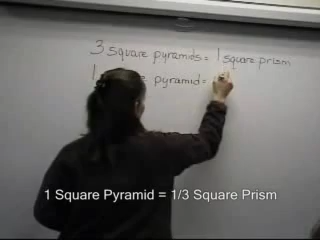 3 square pyramids = 1 square prism
1 pyramid =
1 Square Pyramid = 1/3 Square Prism